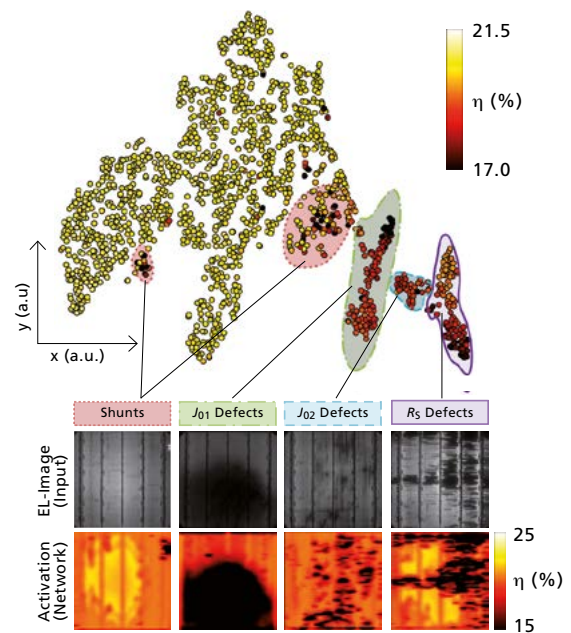 21.5
η (%)
17.0
y (a.u)
x (a.u.)
Shunts
J01 Defects
J02 Defects
RS Defects
EL-Image
(Input)
Activation
(Network)
25
η (%)
15